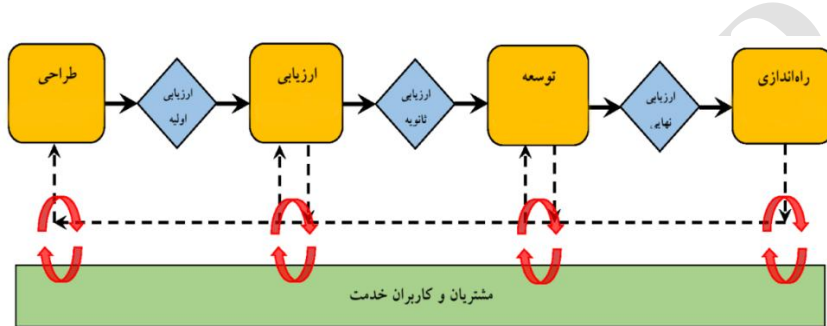 طراحی
ارزیابی
اولیه
ارزیابی
ارزیابی
ثانویه
توسعه
ارزیابی
نهایی
راه‌اندازی
مشتریان و کاربران خدمت